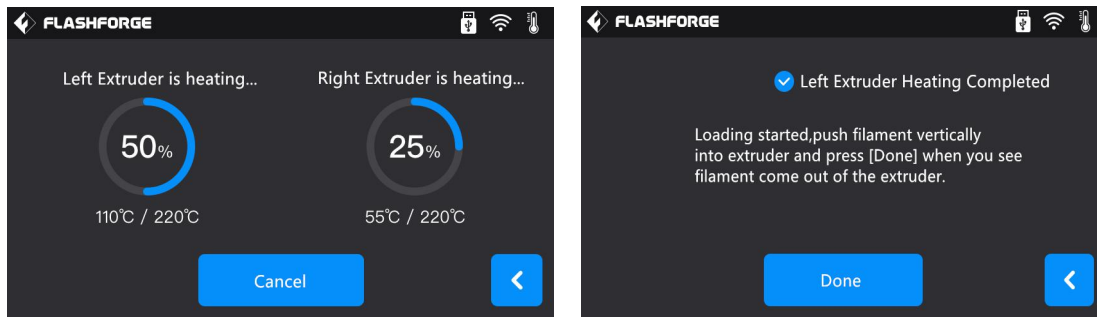 FLASHFORGE
Left Extruder is heating...
Right Extruder is heating...
50%
25%
110℃ / 220℃
55℃ / 220℃
Cancel
FLASHFORGE
Left Extruder Heating Completed
Loading started,push filament vertically
into extruder and press [Done] when you see
filament come out of the extruder.
Done